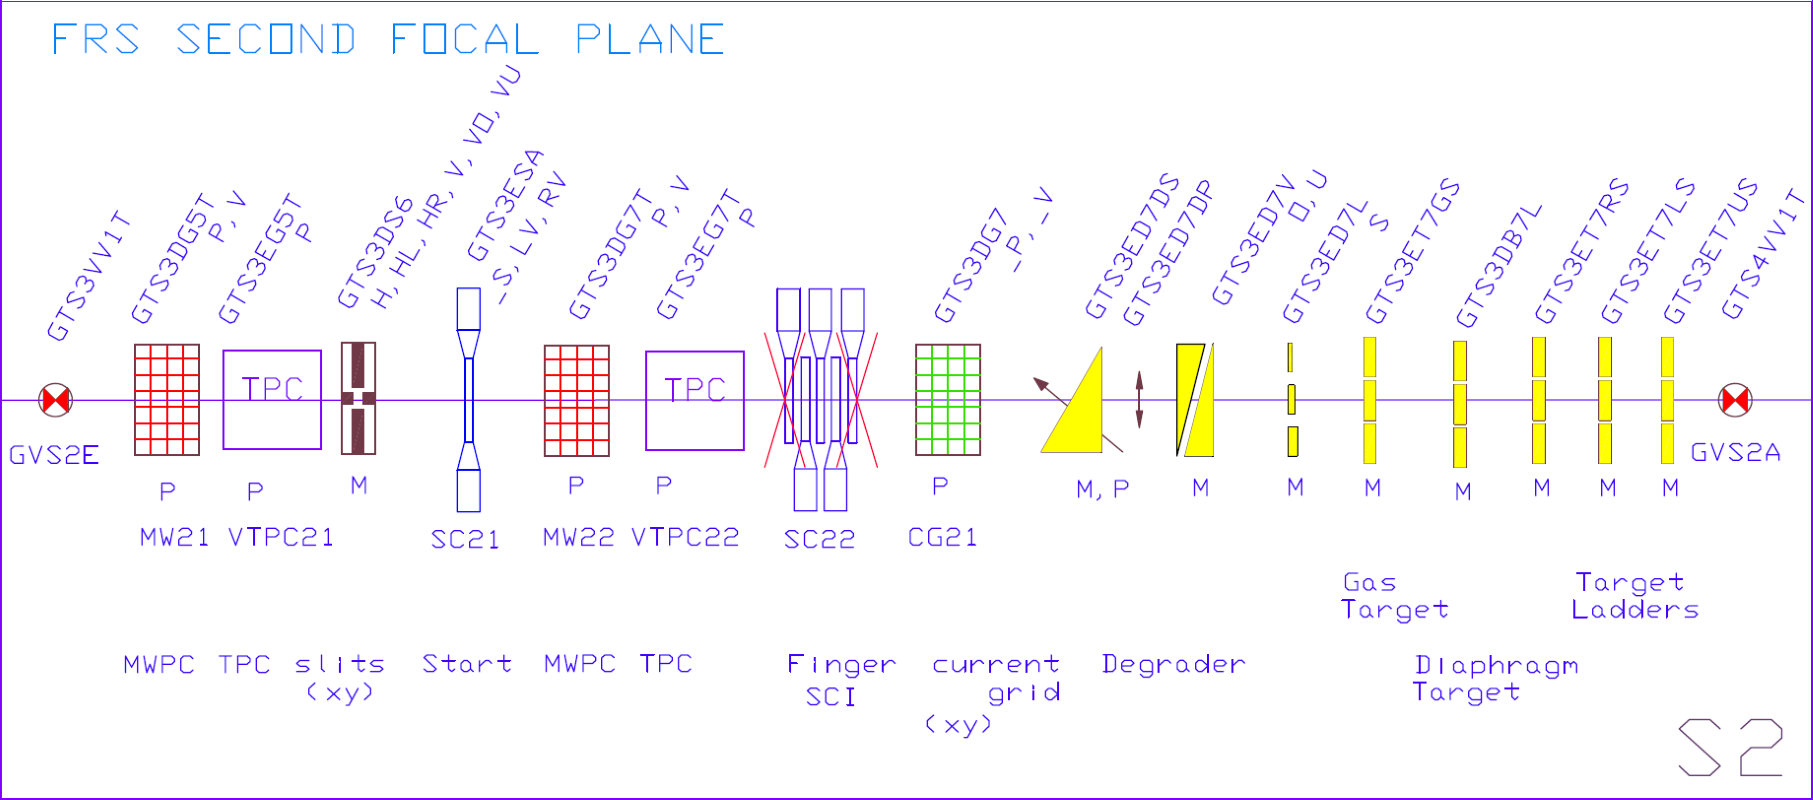 FRS SECOND FOCAL PLANE
GTS3VV1T
GTS3DG5T
P, V
GTS3EG5T
P
GTS3DS6
H, HL, HR, V, VO, VU
GTS3ESA
_S, LV, RV
GTS3DG7T
P, V
GTS3EG7T
P
GTS3DG7
_P, _V
GTS3ED7DS
GTS3ED7DP
GTS3ED7V
O, U
GTS3ED7L
S
GTS3ET7GS
GTS3DB7L
GTS3ET7RS
GTS3ET7LS
GTS3ET7US
GTS4VV1T
TPC
TPC
GVS2E
GVS2A
P P M P P P M, P M M M M M M M
MW21 VTPC21 SC21 MW22 VTPC22 SC22 CG21
Gas
Target
Target
Ladders
MWPC TPC slits
(xy)
Start
MWPC TPC
Finger
SCI
current
grid
(xy)
Degrader
Diaphragm
Target
S2